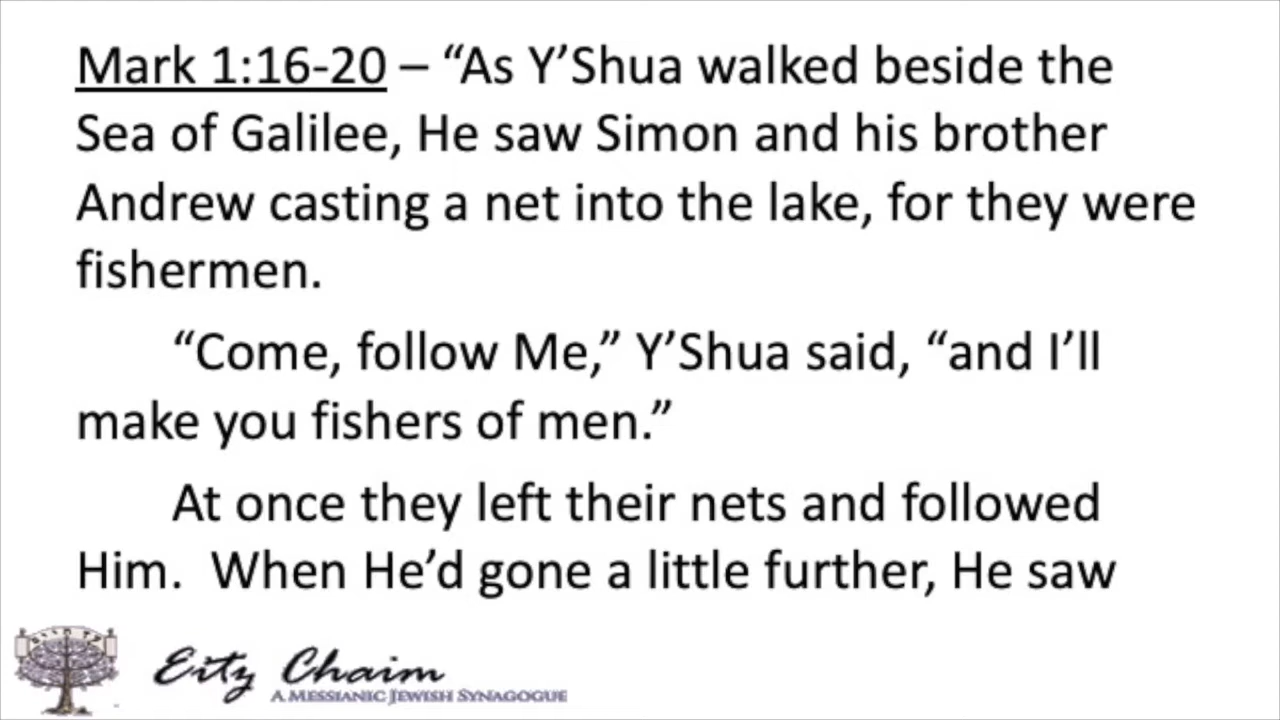 Mark 1:16-20 – “As Y’Shua walked beside the
Sea of Galilee, He saw Simon and his brother
Andrew casting a net into the lake, for they were
fishermen.
“Come, follow Me,” Y’Shua said, “and I’ll
make you fishers of men.”
At once they left their nets and followed
Him.  When He’d gone a little further, He saw
Eitz Chaim
A MESSIANIC JEWISH SYNAGOGUE